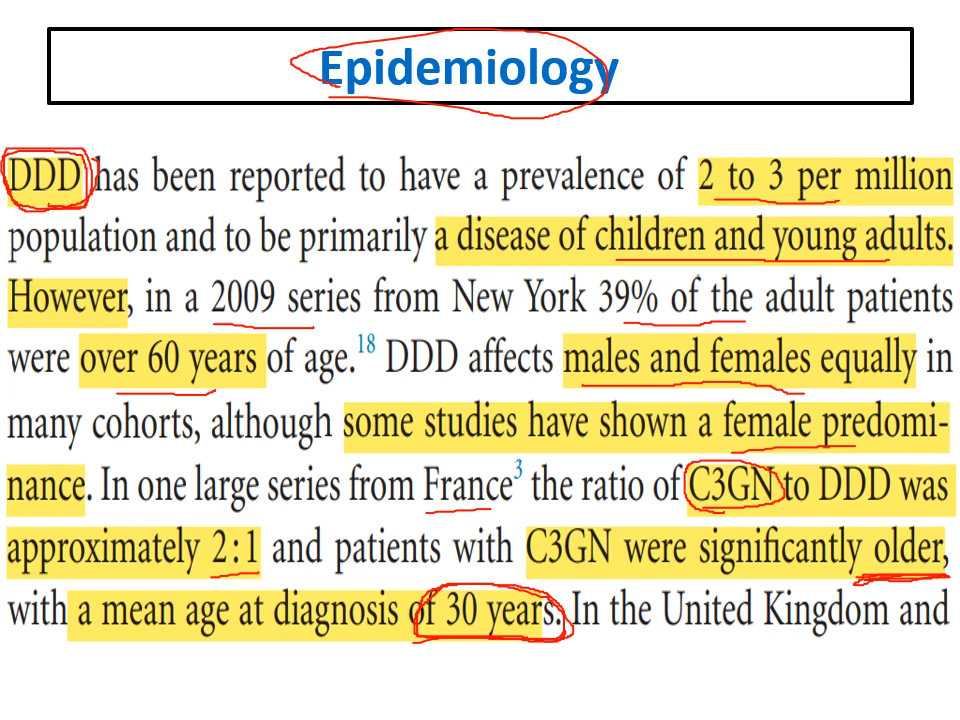 Epidemiology
DDD has been reported to have a prevalence of 2 to 3 per million
population and to be primarily a disease of children and young adults.
However, in a 2009 series from New York 39% of the adult patients
were over 60 years of age.18 DDD affects males and females equally in
many cohorts, although some studies have shown a female predomi-
nance. In one large series from France3 the ratio of C3GN to DDD was
approximately 2:1 and patients with C3GN were significantly older,
with a mean age at diagnosis of 30 years. In the United Kingdom and